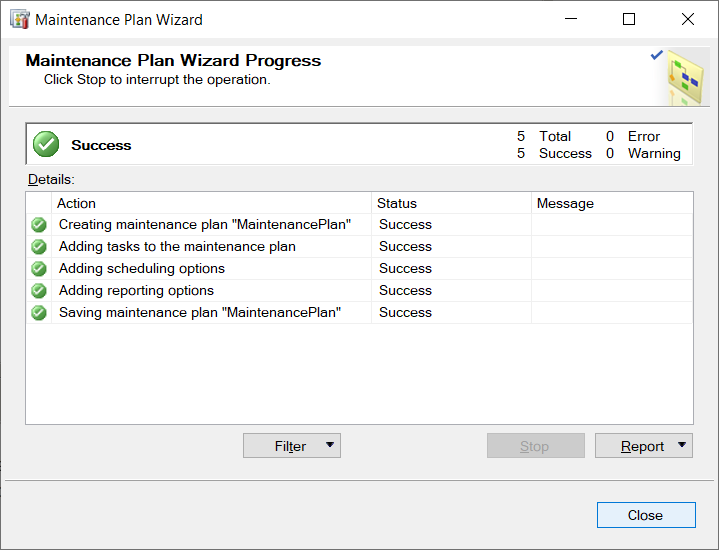 Maintenance Plan Wizard
Maintenance Plan Wizard Progress
Click Stop to interrupt the operation.
Success
5 Total 0 Error
5 Success 0 Warning
Details:
Action Status Message
Creating maintenance plan "MaintenancePlan" Success
Adding tasks to the maintenance plan Success
Adding scheduling options Success
Adding reporting options Success
Saving maintenance plan "MaintenancePlan" Success
Filter Stop Report
Close